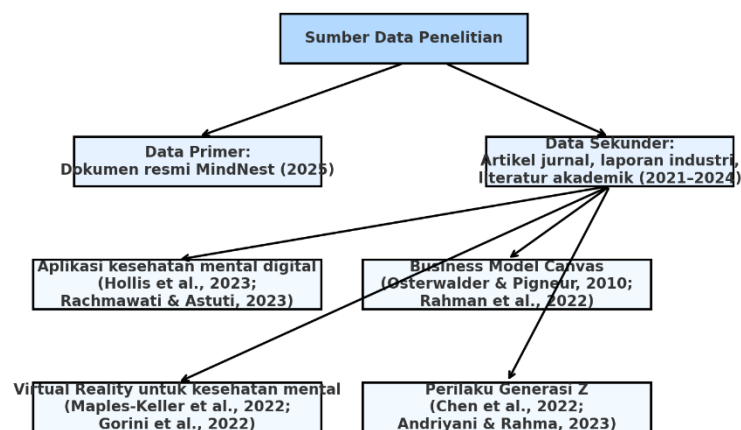 Sumber Data Penelitian
Data Primer:
Dokumen resmi MindNest (2025)
Data Sekunder:
Artikel jurnal, laporan industri,
literatur akademik (2021–2024)
Aplikasi kesehatan mental digital
(Hollis et al., 2023;
Rachmawati & Astuti, 2023)
Business Model Canvas
(Osterwalder & Pigneur, 2010;
Rahman et al., 2022)
Virtual Reality untuk kesehatan mental
(Maples-Keller et al., 2022;
Gorini et al., 2022)
Perilaku Generasi Z
(Chen et al., 2022;
Andriyani & Rahma, 2023)